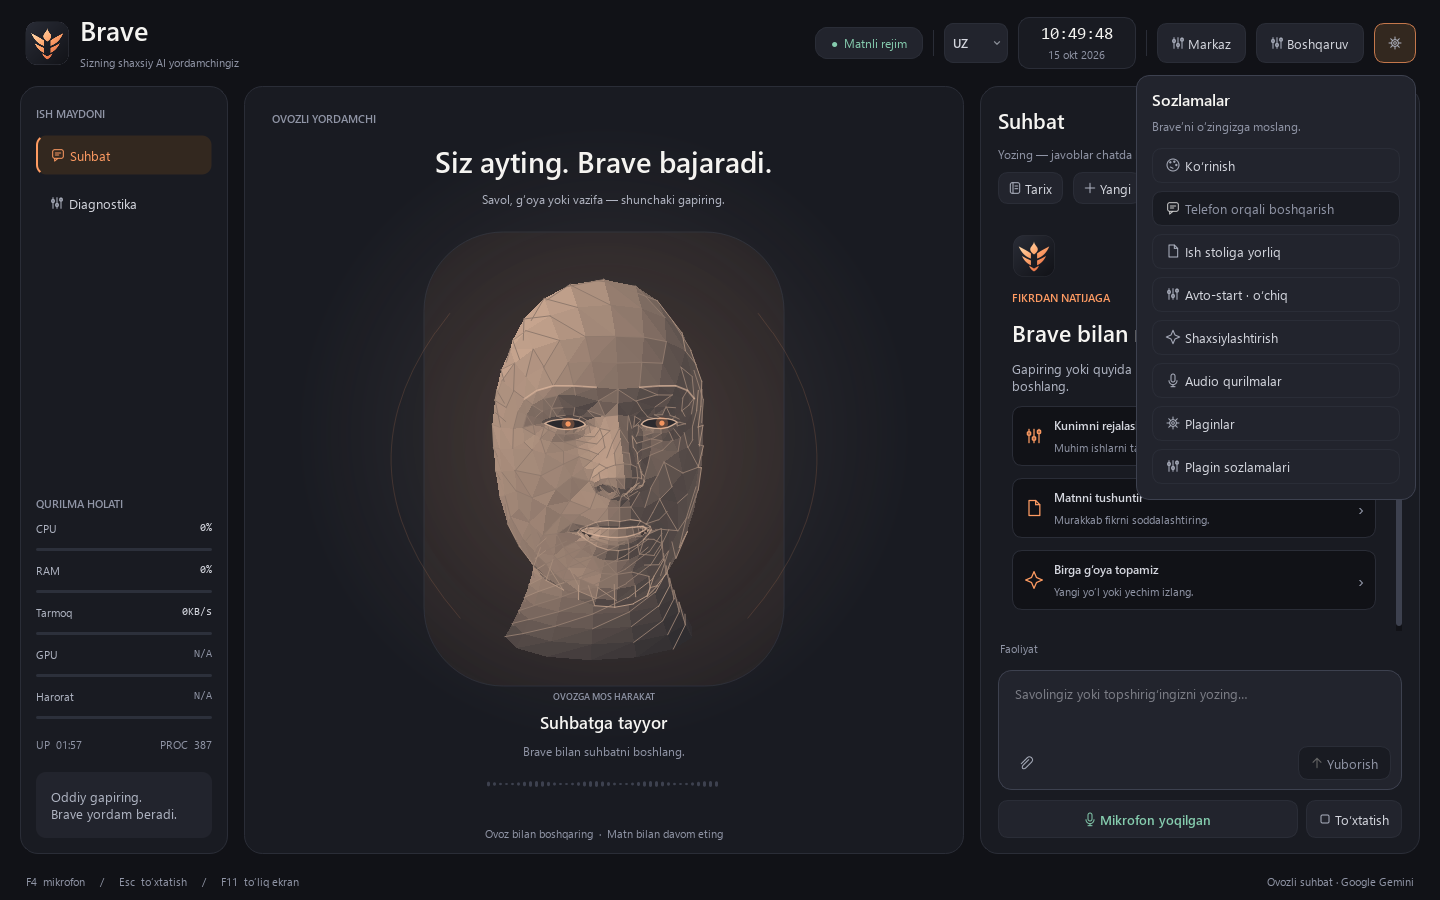 Brave
Sizning shaxsiy AI yordamchingiz
● Matnli rejim
UZ
10:49:48
15 okt 2026
Markaz
Boshqaruv
ISH MAYDONI
Suhbat
Diagnostika
QURILMA HOLATI
CPU 0%
RAM 0%
Tarmoq 0KB/s
GPU N/A
Harorat N/A
UP 01:57 PROC 387
Oddiy gapiring.
Brave yordam beradi.
OVOZLI YORDAMCHI
Siz ayting. Brave bajaradi.
Savol, g‘oya yoki vazifa — shunchaki gapiring.
OVOZGA MOS HARAKAT
Suhbatga tayyor
Brave bilan suhbatni boshlang.
Ovoz bilan boshqaring · Matn bilan davom eting
Suhbat
Yozing — javoblar chatda
Tarix
Yangi
FIKRDAN NATIJAGA
Brave bilan
Gapiring yoki quyida
boshlang.
Kunimni rejalas
Muhim ishlarni ta
Matnni tushuntir
Murakkab fikrni soddalashtiring.
Birga g‘oya topamiz
Yangi yo‘l yoki yechim izlang.
Sozlamalar
Brave’ni o‘zingizga moslang.
Ko‘rinish
Telefon orqali boshqarish
Ish stoliga yorliq
Avto-start · o‘chiq
Shaxsiylashtirish
Audio qurilmalar
Plaginlar
Plagin sozlamalari
Faoliyat
Savolingiz yoki topshirig‘ingizni yozing…
Yuborish
Mikrofon yoqilgan
To‘xtatish
F4 mikrofon / Esc to‘xtatish / F11 to‘liq ekran
Ovozli suhbat · Google Gemini